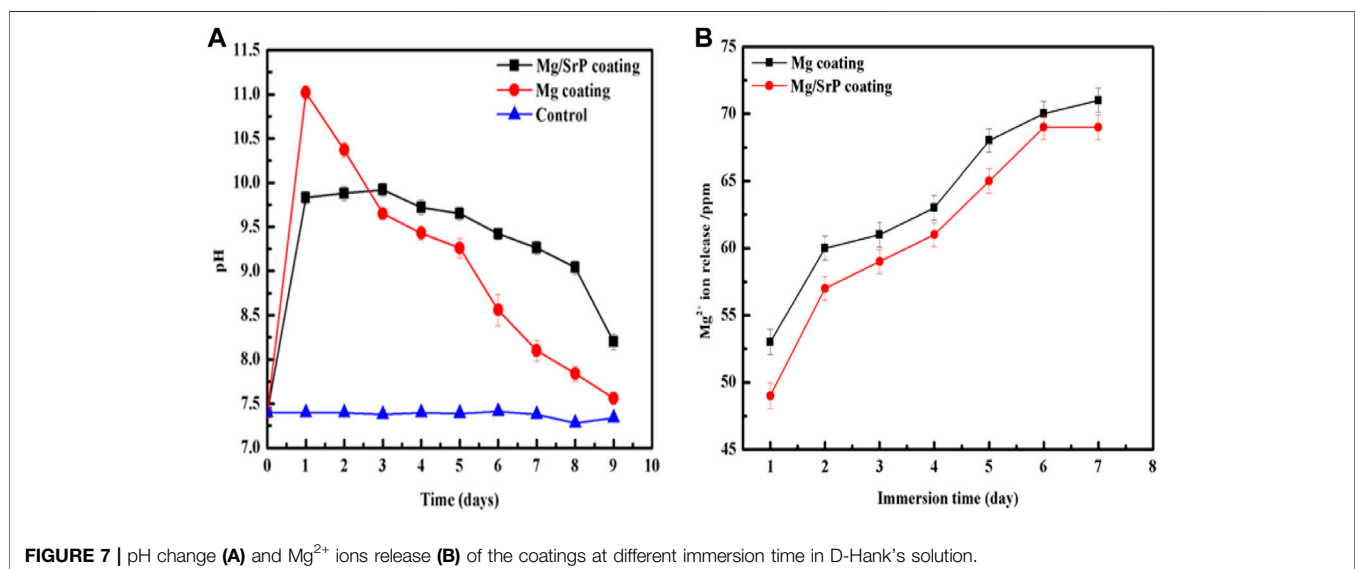 A
11.5
11.0
10.5
10.0
9.5
9.0
8.5
8.0
7.5
7.0
pH
Mg/SrP coating
Mg coating
Control
0 1 2 3 4 5 6 7 8 9 10
Time (days)
B
75
70
65
60
55
50
45
Mg²⁺ ion release /ppm
Mg coating
Mg/SrP coating
1 2 3 4 5 6 7 8
Immersion time (day)
FIGURE 7 | pH change (A) and Mg²⁺ ions release (B) of the coatings at different immersion time in D-Hank’s solution.